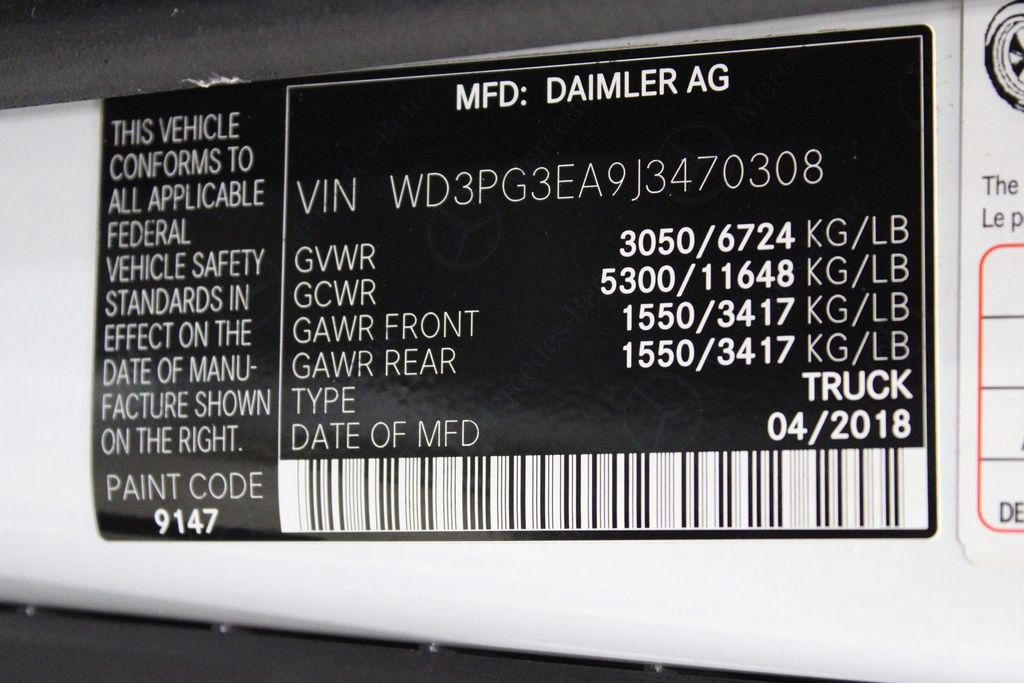 MFD: DAIMLER AG
THIS VEHICLE
CONFORMS TO
ALL APPLICABLE
FEDERAL
VEHICLE SAFETY
STANDARDS IN
EFFECT ON THE
DATE OF MANU-
FACTURE SHOWN
ON THE RIGHT.
PAINT CODE
9147
VIN WD3PG3EA9J3470308
GVWR 3050/6724 KG/LB
GCWR 5300/11648 KG/LB
GAWR FRONT 1550/3417 KG/LB
GAWR REAR 1550/3417 KG/LB
TYPE TRUCK
DATE OF MFD 04/2018
The
Le p
DE